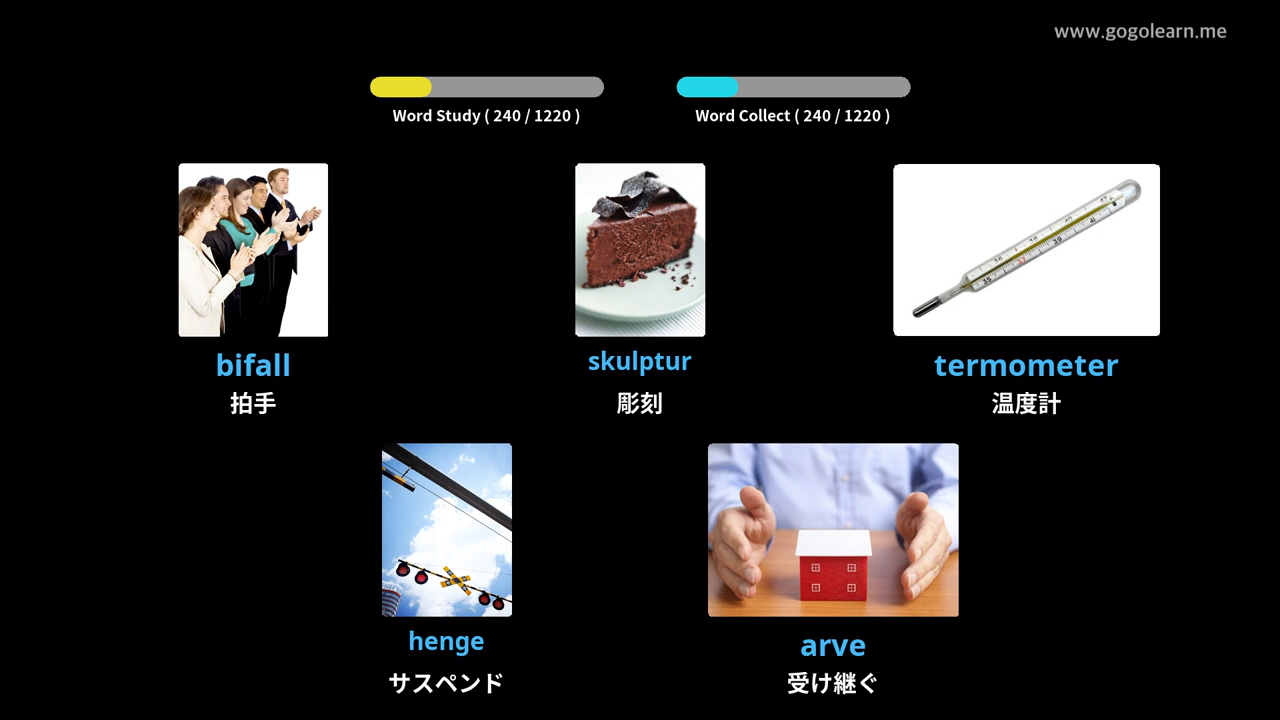 www.gogolearn.me
Word Study ( 240 / 1220 )
Word Collect ( 240 / 1220 )
bifall
拍手
skulptur
彫刻
termometer
温度計
henge
サスペンド
arve
受け継ぐ